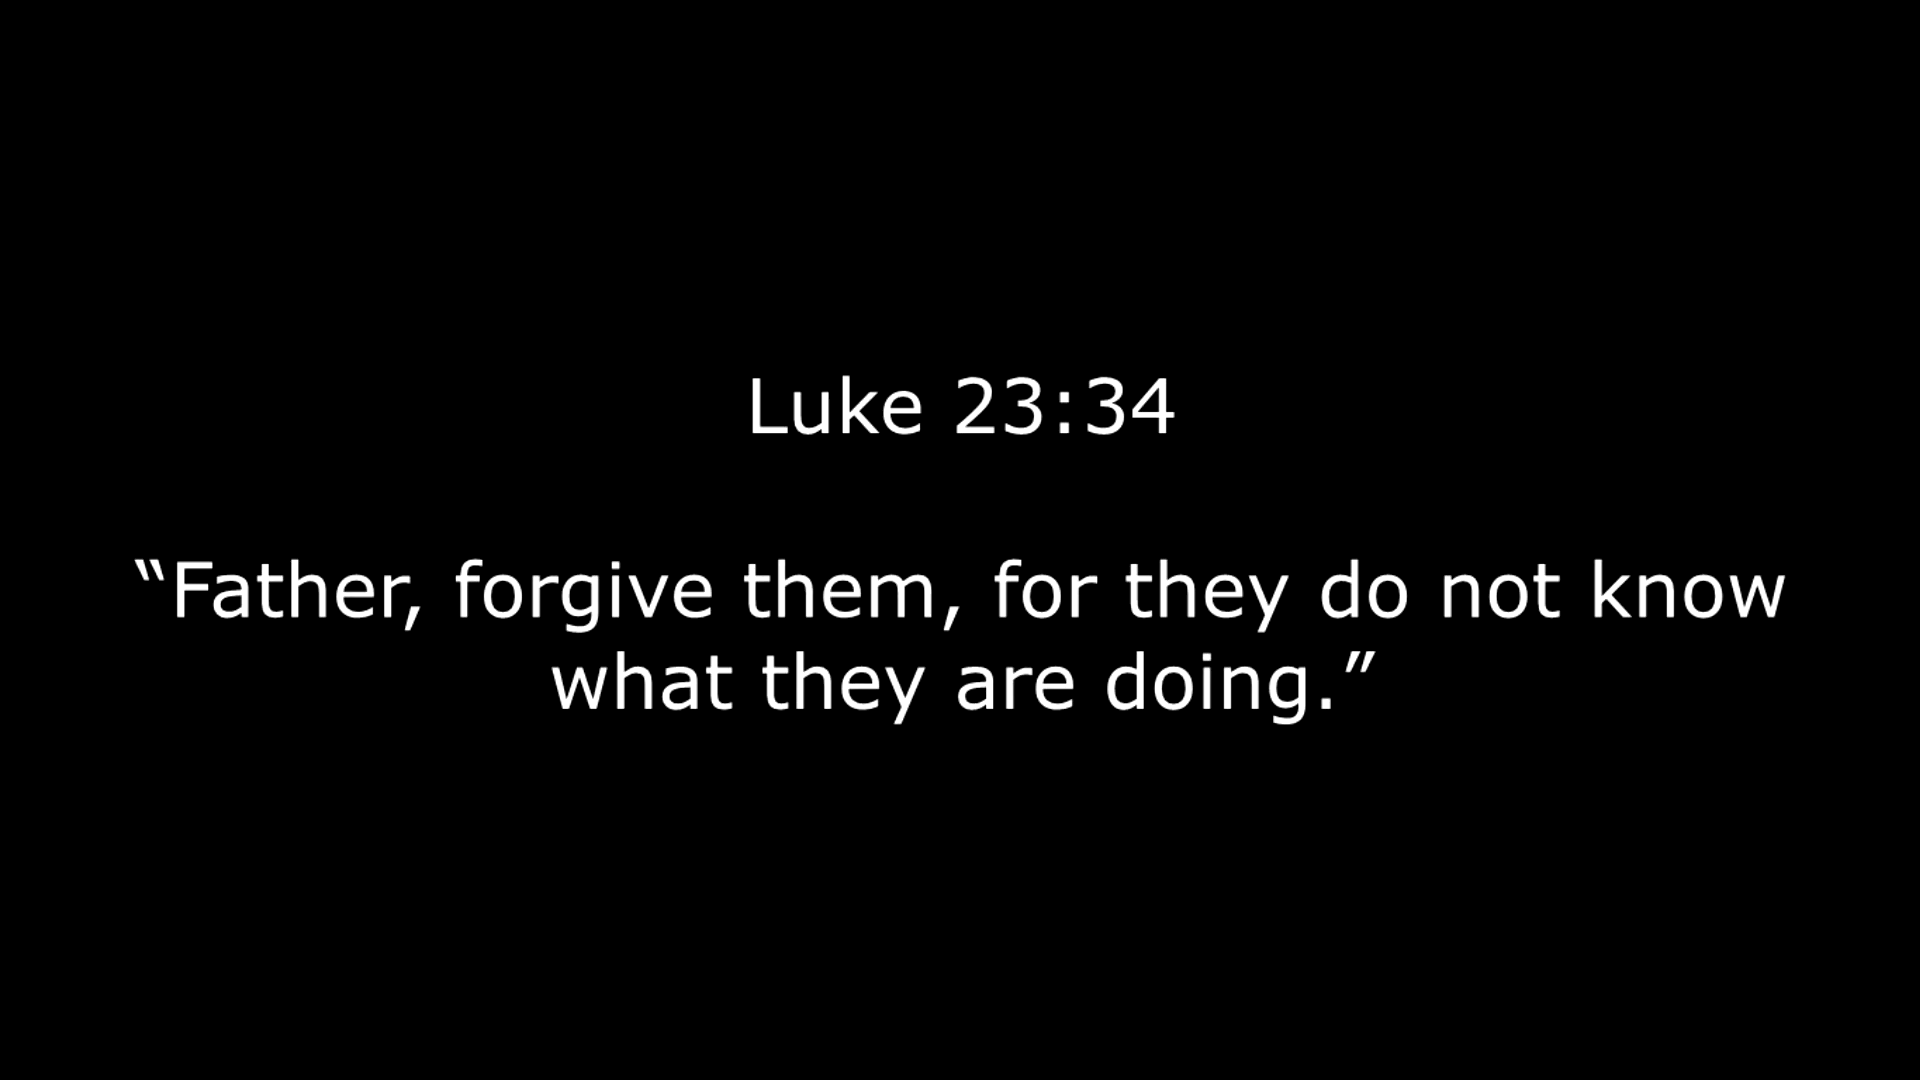 Luke 23:34
“Father, forgive them, for they do not know
what they are doing.”